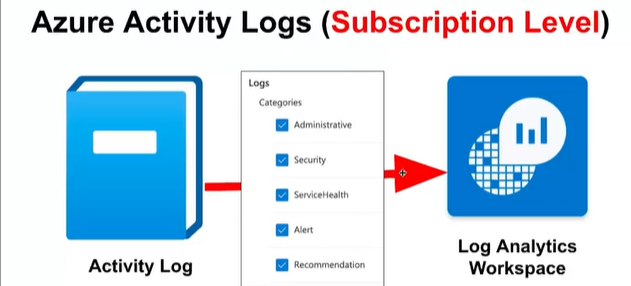 Azure Activity Logs (Subscription Level)
Logs
Categories
Administrative
Security
ServiceHealth
Alert
Recommendation
Activity Log
Log Analytics
Workspace